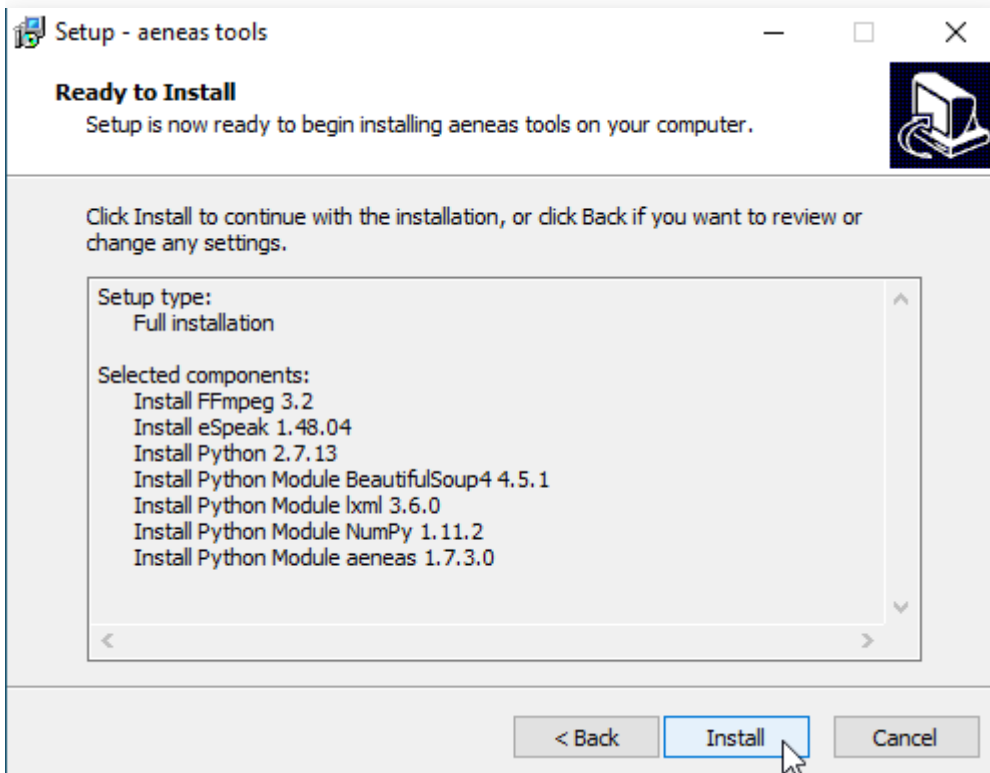 Setup - aeneas tools
Ready to Install
Setup is now ready to begin installing aeneas tools on your computer.
Click Install to continue with the installation, or click Back if you want to review or
change any settings.
Setup type:
Full installation
Selected components:
Install FFmpeg 3.2
Install eSpeak 1.48.04
Install Python 2.7.13
Install Python Module BeautifulSoup4 4.5.1
Install Python Module lxml 3.6.0
Install Python Module NumPy 1.11.2
Install Python Module aeneas 1.7.3.0
< Back Install Cancel